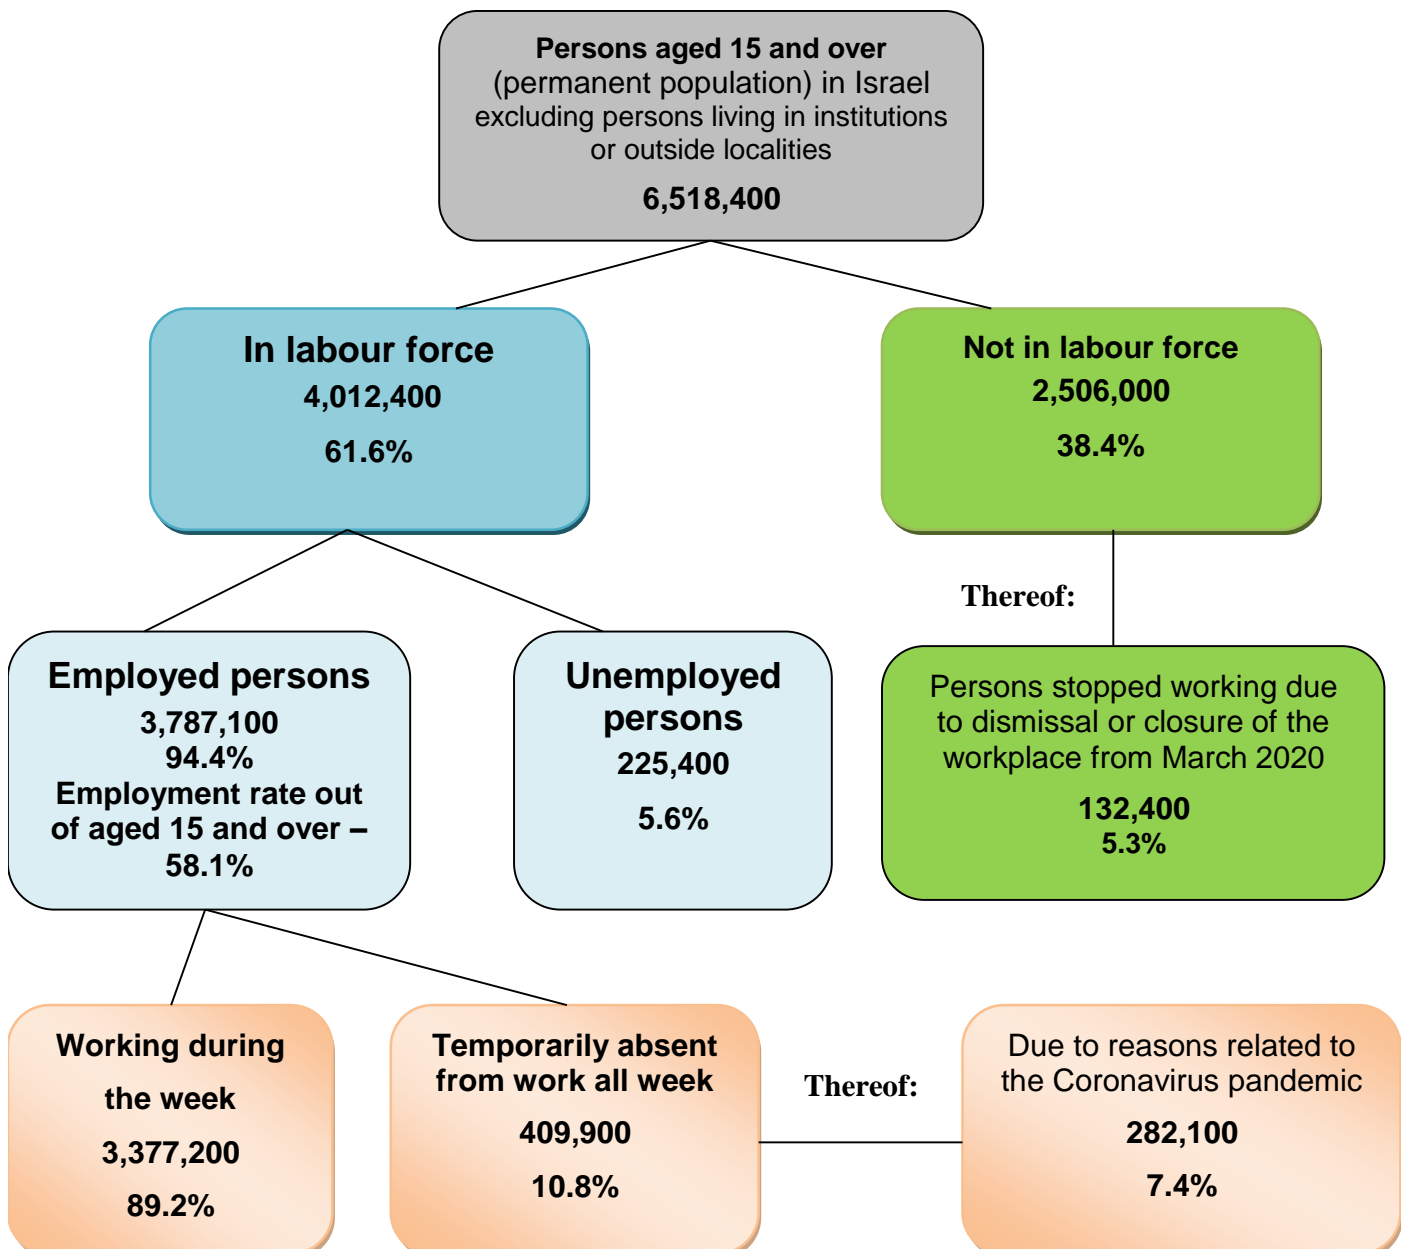 Persons aged 15 and over
(permanent population) in Israel
excluding persons living in institutions
or outside localities
6,518,400
In labour force
4,012,400
61.6%
Not in labour force
2,506,000
38.4%
Thereof:
Employed persons
3,787,100
94.4%
Employment rate out
of aged 15 and over –
58.1%
Unemployed
persons
225,400
5.6%
Persons stopped working due
to dismissal or closure of the
workplace from March 2020
132,400
5.3%
Working during
the week
3,377,200
89.2%
Temporarily absent
from work all week
409,900
10.8%
Thereof:
Due to reasons related to
the Coronavirus pandemic
282,100
7.4%